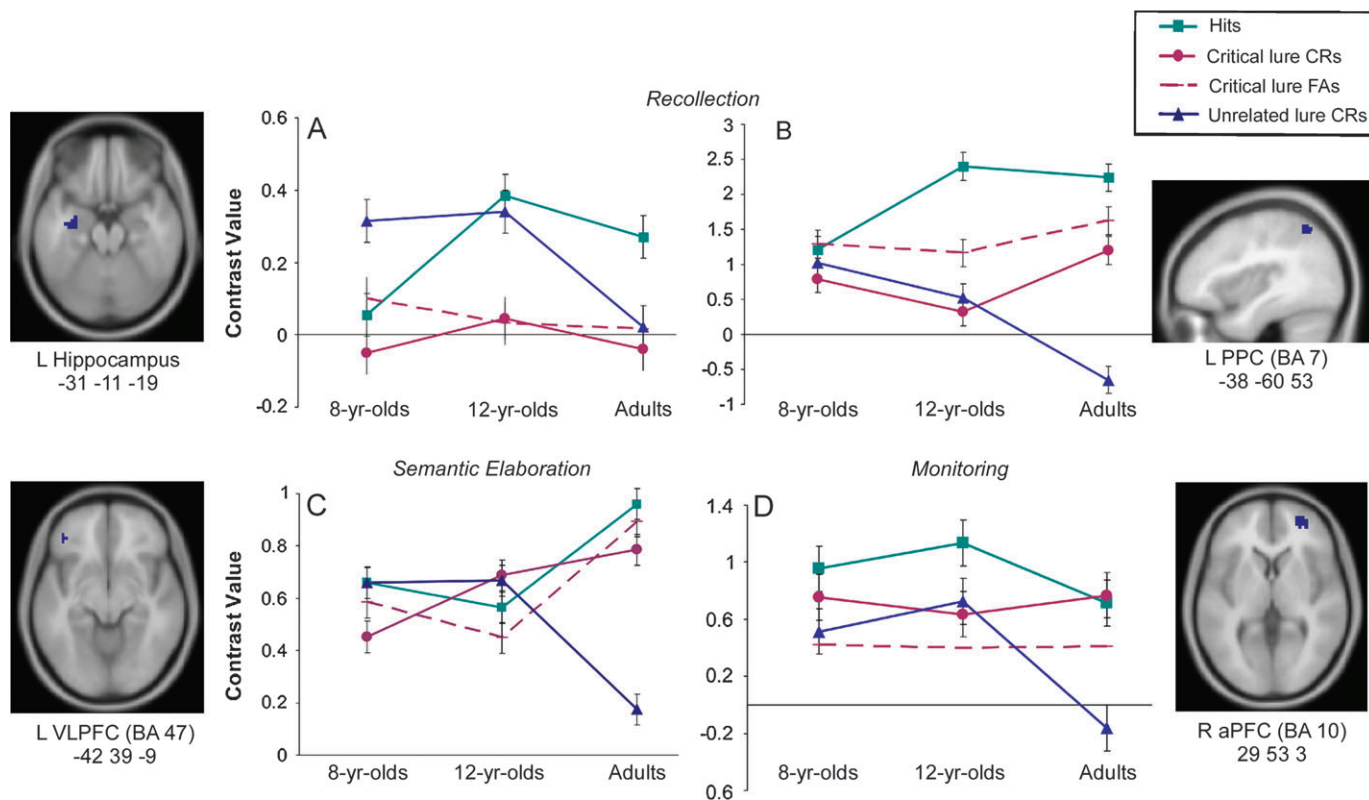 Hits
Critical lure CRs
Critical lure FAs
Unrelated lure CRs
Recollection
A
Contrast Value
0.6
0.4
0.2
0
-0.2
8-yr-olds 12-yr-olds Adults
L Hippocampus
-31 -11 -19
B
3
2.5
2
1.5
1
0.5
0
-0.5
-1
8-yr-olds 12-yr-olds Adults
L PPC (BA 7)
-38 -60 53
Semantic Elaboration
C
Contrast Value
1
0.8
0.6
0.4
0.2
0
8-yr-olds 12-yr-olds Adults
L VLPFC (BA 47)
-42 39 -9
Monitoring
D
1.4
1
0.6
0.2
-0.2
0.6
8-yr-olds 12-yr-olds Adults
R aPFC (BA 10)
29 53 3